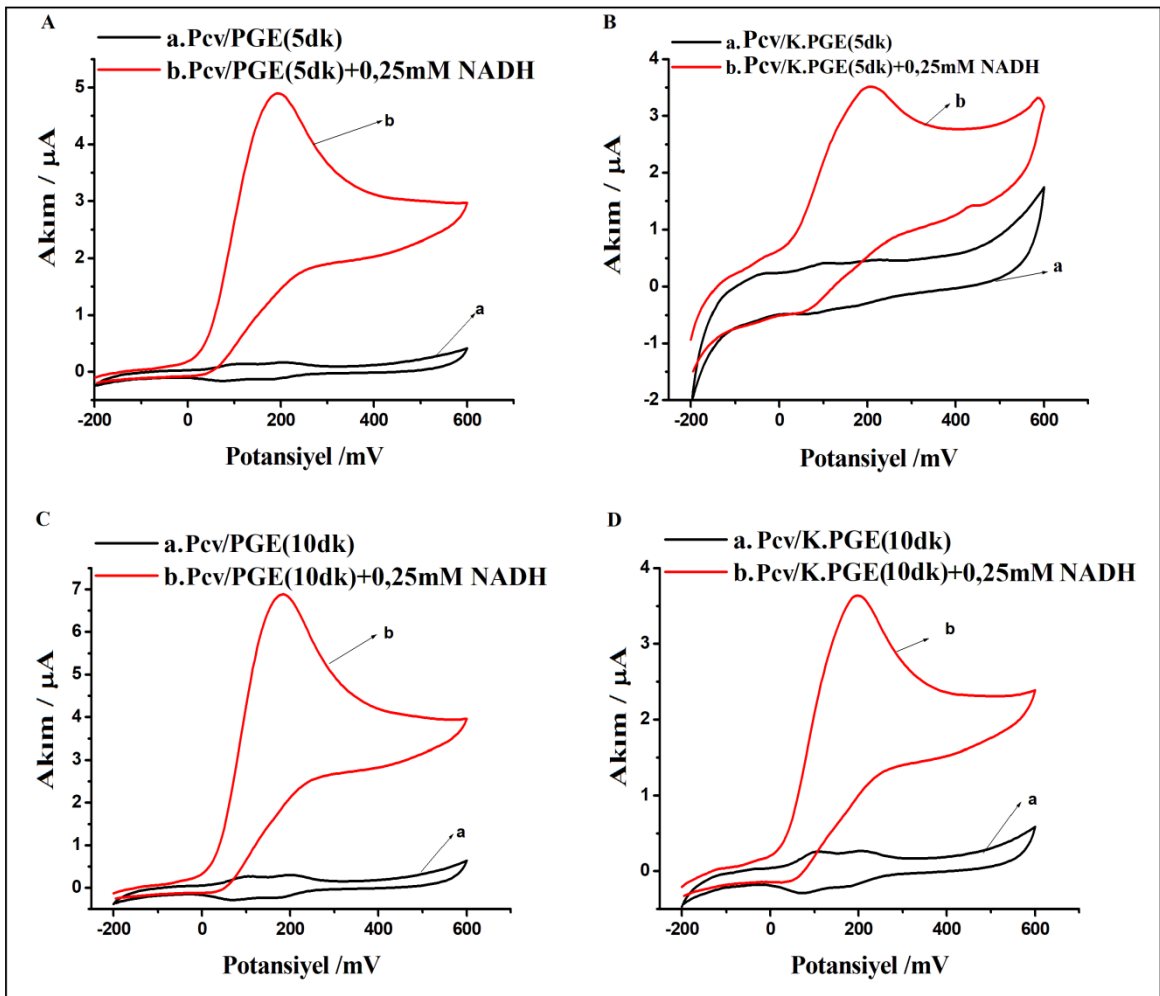 A
a.Pcv/PGE(5dk)
b.Pcv/PGE(5dk)+0,25mM NADH
5
4
3
2
1
0
b
a
-200 0 200 400 600
Akım / µA
Potansiyel /mV
B
a.Pcv/K.PGE(5dk)
b.Pcv/K.PGE(5dk)+0,25mM NADH
4
3
2
1
0
-1
-2
b
a
-200 0 200 400 600
Akım / µA
Potansiyel /mV
C
a.Pcv/PGE(10dk)
b.Pcv/PGE(10dk)+0,25mM NADH
7
6
5
4
3
2
1
0
b
a
-200 0 200 400 600
Akım / µA
Potansiyel /mV
D
a.Pcv/K.PGE(10dk)
b.Pcv/K.PGE(10dk)+0,25mM NADH
4
3
2
1
0
b
a
-200 0 200 400 600
Akım / µA
Potansiyel /mV